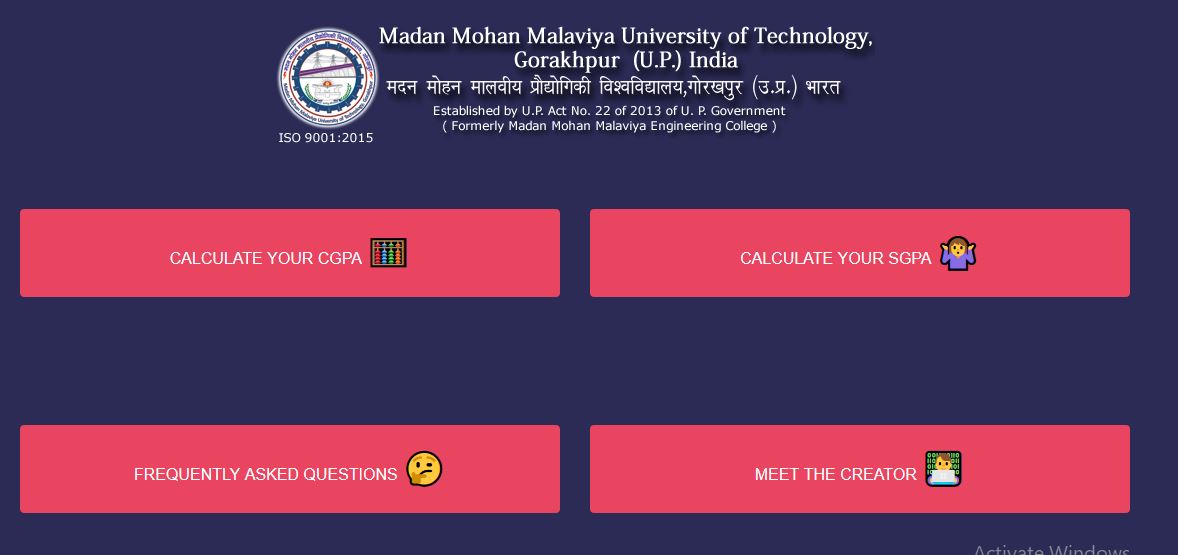 Madan Mohan Malaviya University of Technology,
Gorakhpur (U.P.) India
मदन मोहन मालवीय प्रौद्योगिकी विश्वविद्यालय,गोरखपुर (उ.प्र.) भारत
Established by U.P. Act No. 22 of 2013 of U. P. Government
( Formerly Madan Mohan Malaviya Engineering College )
ISO 9001:2015
CALCULATE YOUR CGPA
CALCULATE YOUR SGPA
FREQUENTLY ASKED QUESTIONS
MEET THE CREATOR
Activate Windows